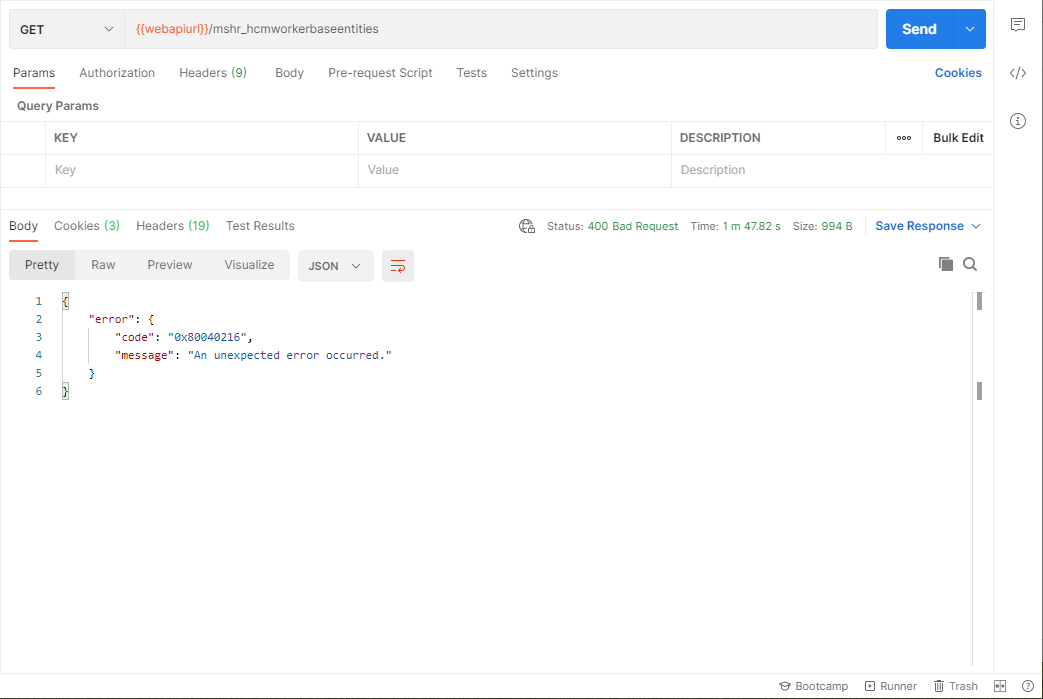 GET {{webapiurl}}/mshr_hcmworkerbaseentities Send
Params Authorization Headers (9) Body Pre-request Script Tests Settings Cookies
Query Params
KEY VALUE DESCRIPTION ooo Bulk Edit
Key Value Description
Body Cookies (3) Headers (19) Test Results Status: 400 Bad Request Time: 1 m 47.82 s Size: 994 B Save Response
Pretty Raw Preview Visualize JSON
1 {
2 "error": {
3 "code": "0x80040216",
4 "message": "An unexpected error occurred."
5 }
6 }
Bootcamp Runner Trash